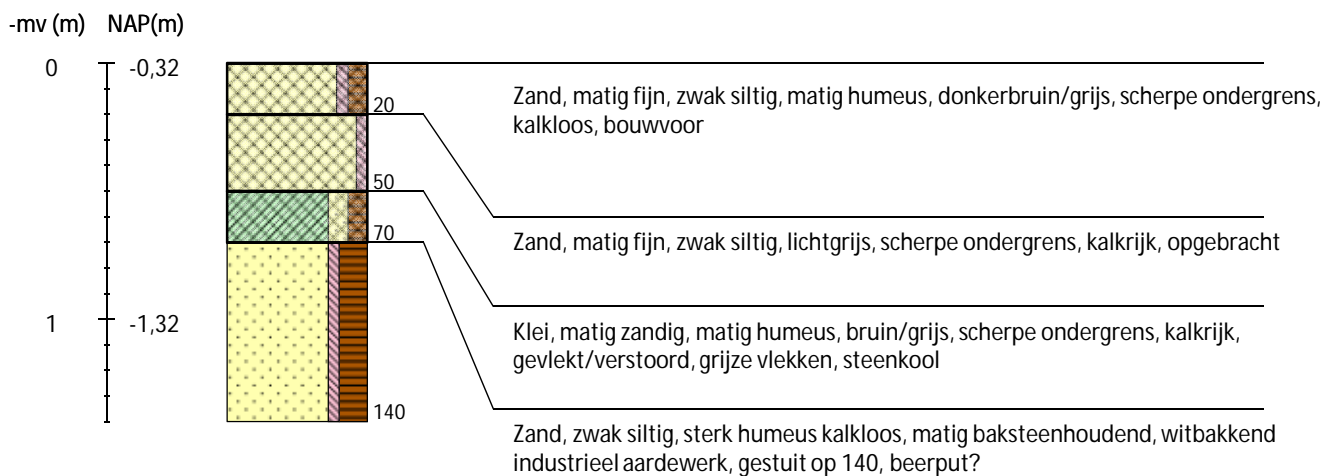 -mv (m) NAP(m)
0 -0,32
20
Zand, matig fijn, zwak siltig, matig humeus, donkerbruin/grijs, scherpe ondergrens,
kalkloos, bouwvoor
50
70
Zand, matig fijn, zwak siltig, lichtgrijs, scherpe ondergrens, kalkrijk, opgebracht
1 -1,32
Klei, matig zandig, matig humeus, bruin/grijs, scherpe ondergrens, kalkrijk,
gevlekt/verstoord, grijze vlekken, steenkool
140
Zand, zwak siltig, sterk humeus kalkloos, matig baksteenhoudend, witbakkend
industrieel aardewerk, gestuit op 140, beerput?